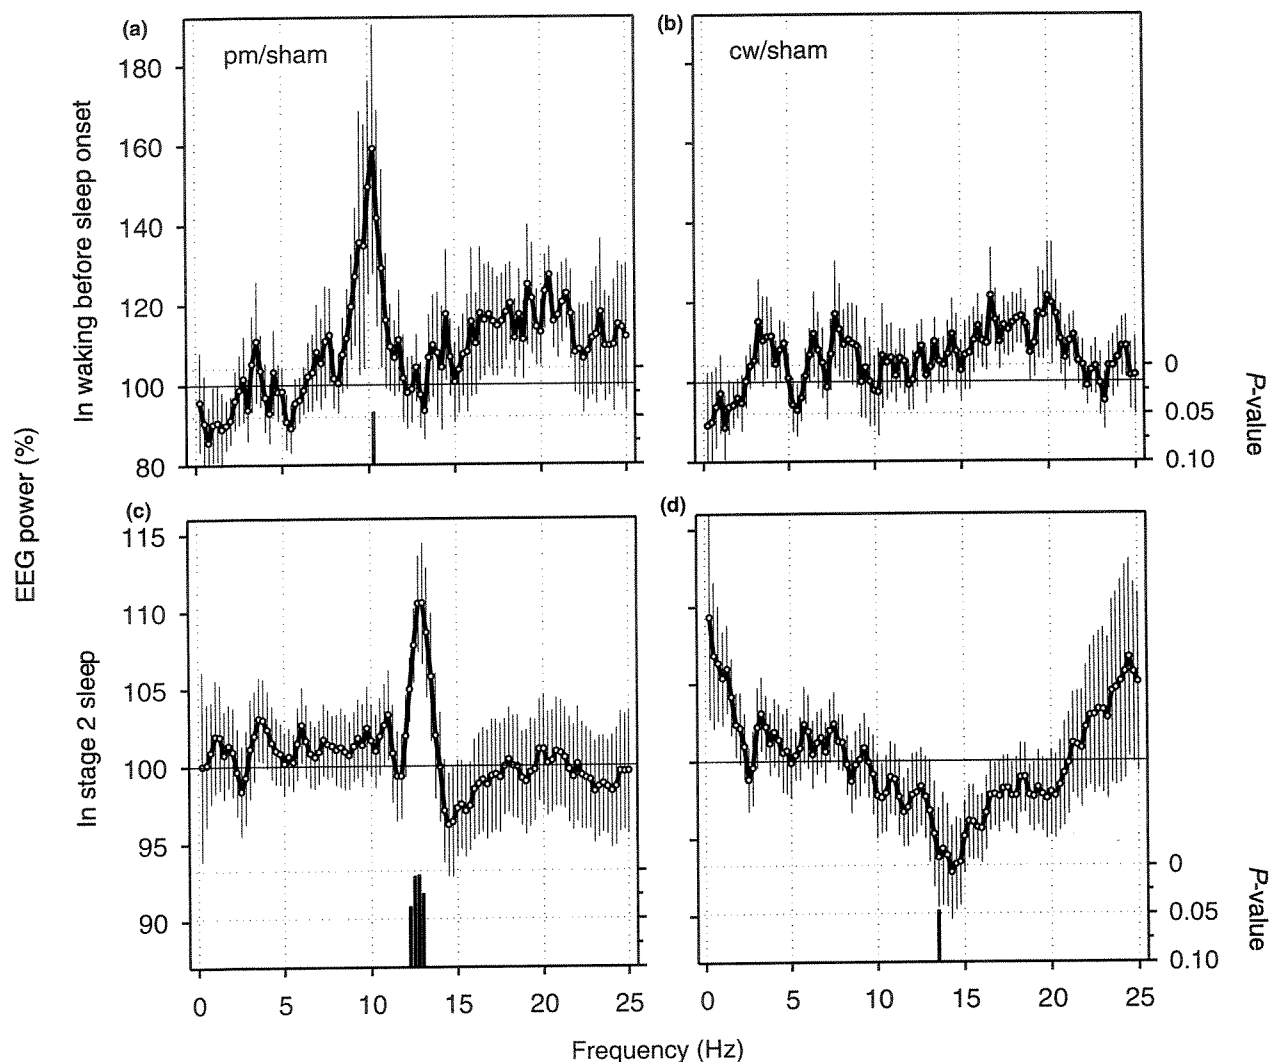 (a)
pm/sham
(b)
cw/sham
180
160
140
120
100
80
In waking before sleep onset
0
0.05
0.10
P-value
EEG power (%)
(c)
(d)
115
110
105
100
95
90
In stage 2 sleep
0
0.05
0.10
P-value
0 5 10 15 20 25
0 5 10 15 20 25
Frequency (Hz)